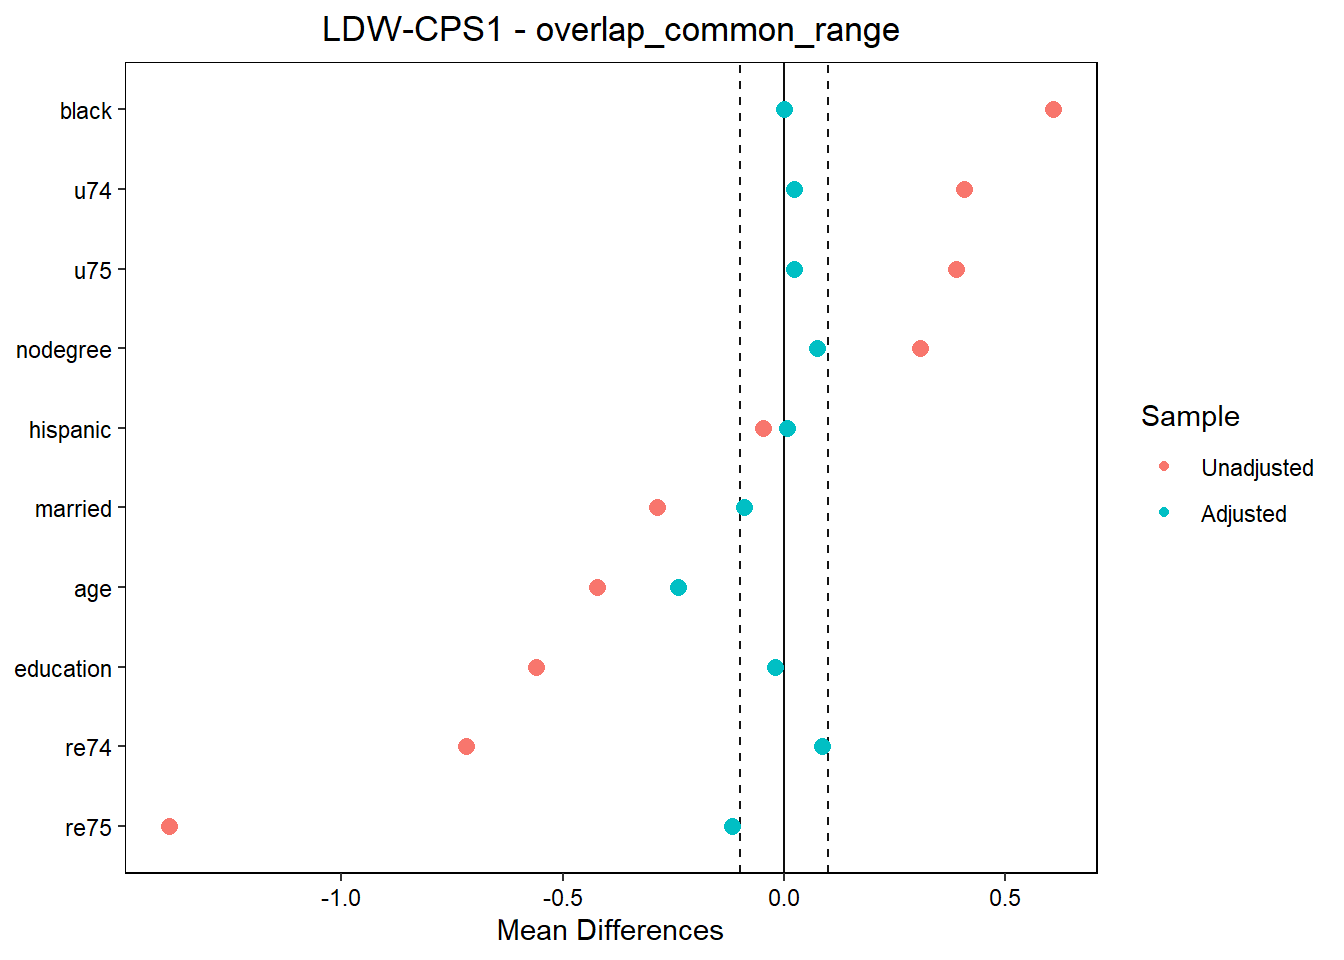 LDW-CPS1 - overlap_common_range
black
u74
u75
nodegree
hispanic
married
age
education
re74
re75
-1.0
-0.5
0.0
0.5
Mean Differences
Sample
Unadjusted
Adjusted